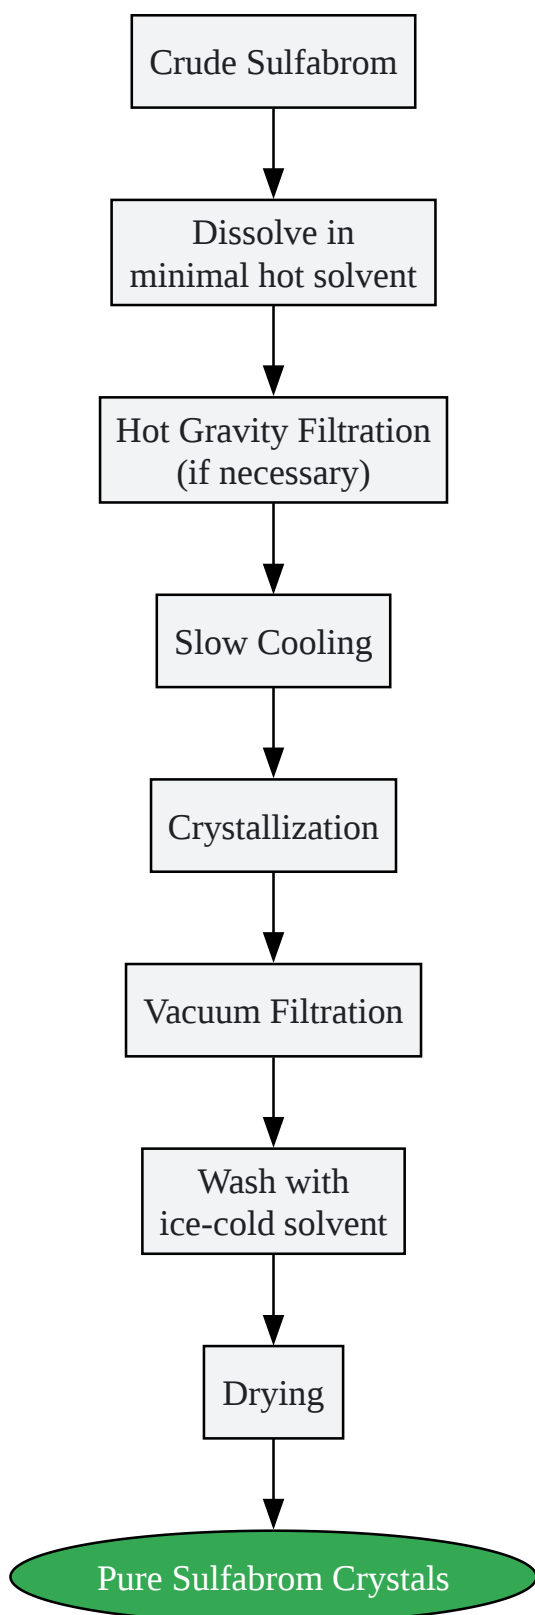 Crude Sulfabrom
Dissolve in
minimal hot solvent
Hot Gravity Filtration
(if necessary)
Slow Cooling
Crystallization
Vacuum Filtration
Wash with
ice-cold solvent
Drying
Pure Sulfabrom Crystals